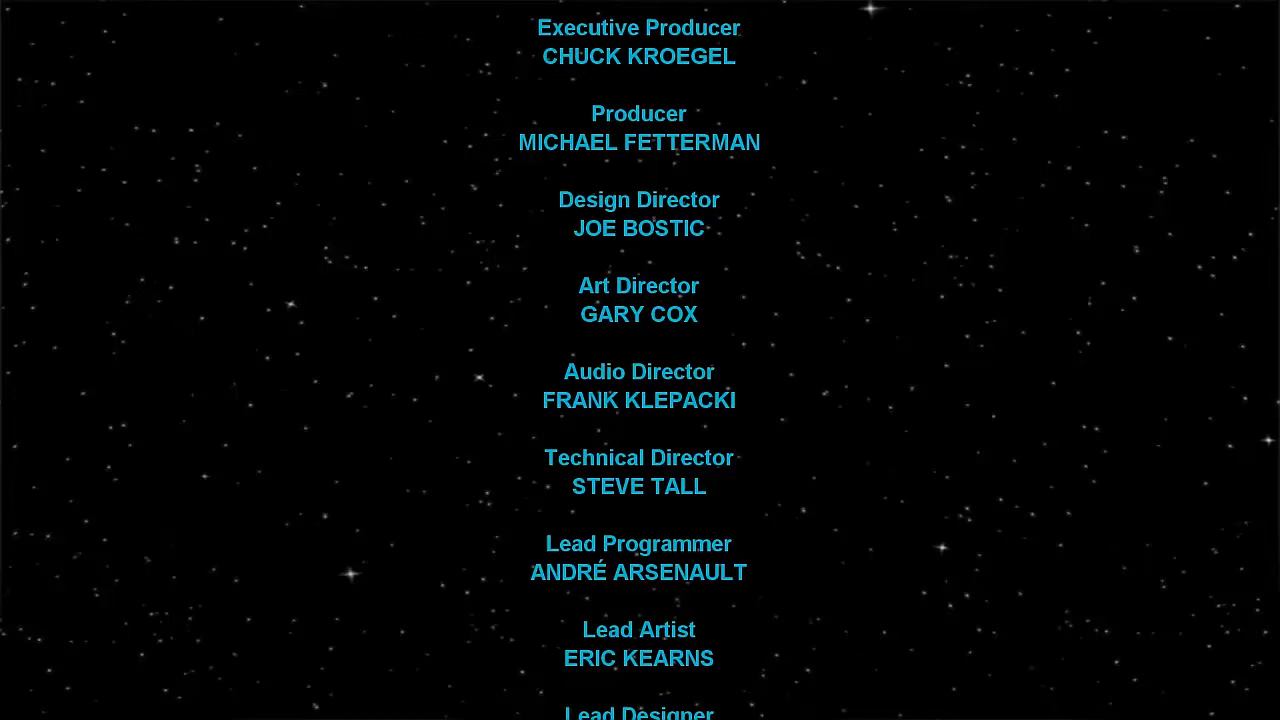 Executive Producer
CHUCK KROEGEL
Producer
MICHAEL FETTERMAN
Design Director
JOE BOSTIC
Art Director
GARY COX
Audio Director
FRANK KLEPACKI
Technical Director
STEVE TALL
Lead Programmer
ANDRÉ ARSENAULT
Lead Artist
ERIC KEARNS
Lead Designer